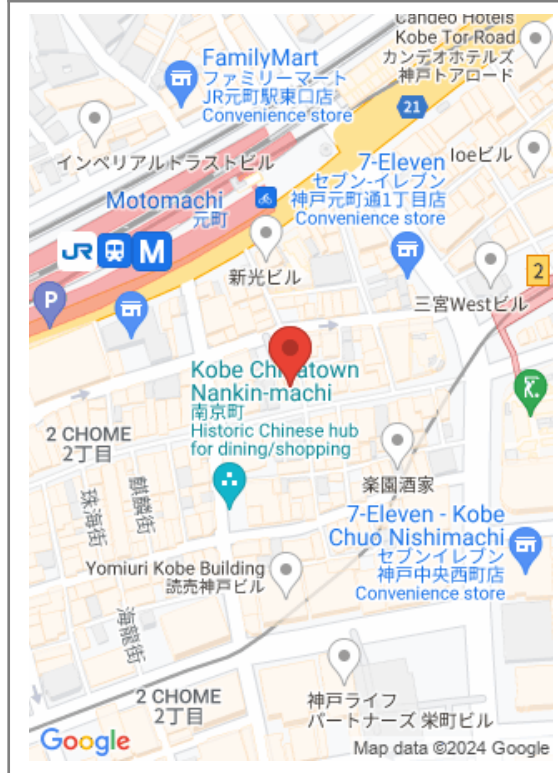 Candeo Hotels
Kobe Tor Road
カンデオホテルズ
神戸トアロード
FamilyMart
ファミリーマート
JR元町駅東口店
Convenience store
21
インペリアルトラストビル
7-Eleven
セブン-イレブン
神戸元町通1丁目店
Convenience store
Ioeビル
Motomachi
元町
JR
M
新光ビル
2
三宮Westビル
P
Kobe Chinatown
Nankin-machi
南京町
Historic Chinese hub
for dining/shopping
2 CHOME
2丁目
楽園酒家
珠海街
麒麟街
7-Eleven - Kobe
Chuo Nishimachi
セブンイレブン
神戸中央西町店
Convenience store
Yomiuri Kobe Building
読売神戸ビル
海龍街
2 CHOME
2丁目
神戸ライフ
パートナーズ 栄町ビル
Google
Map data ©2024 Google